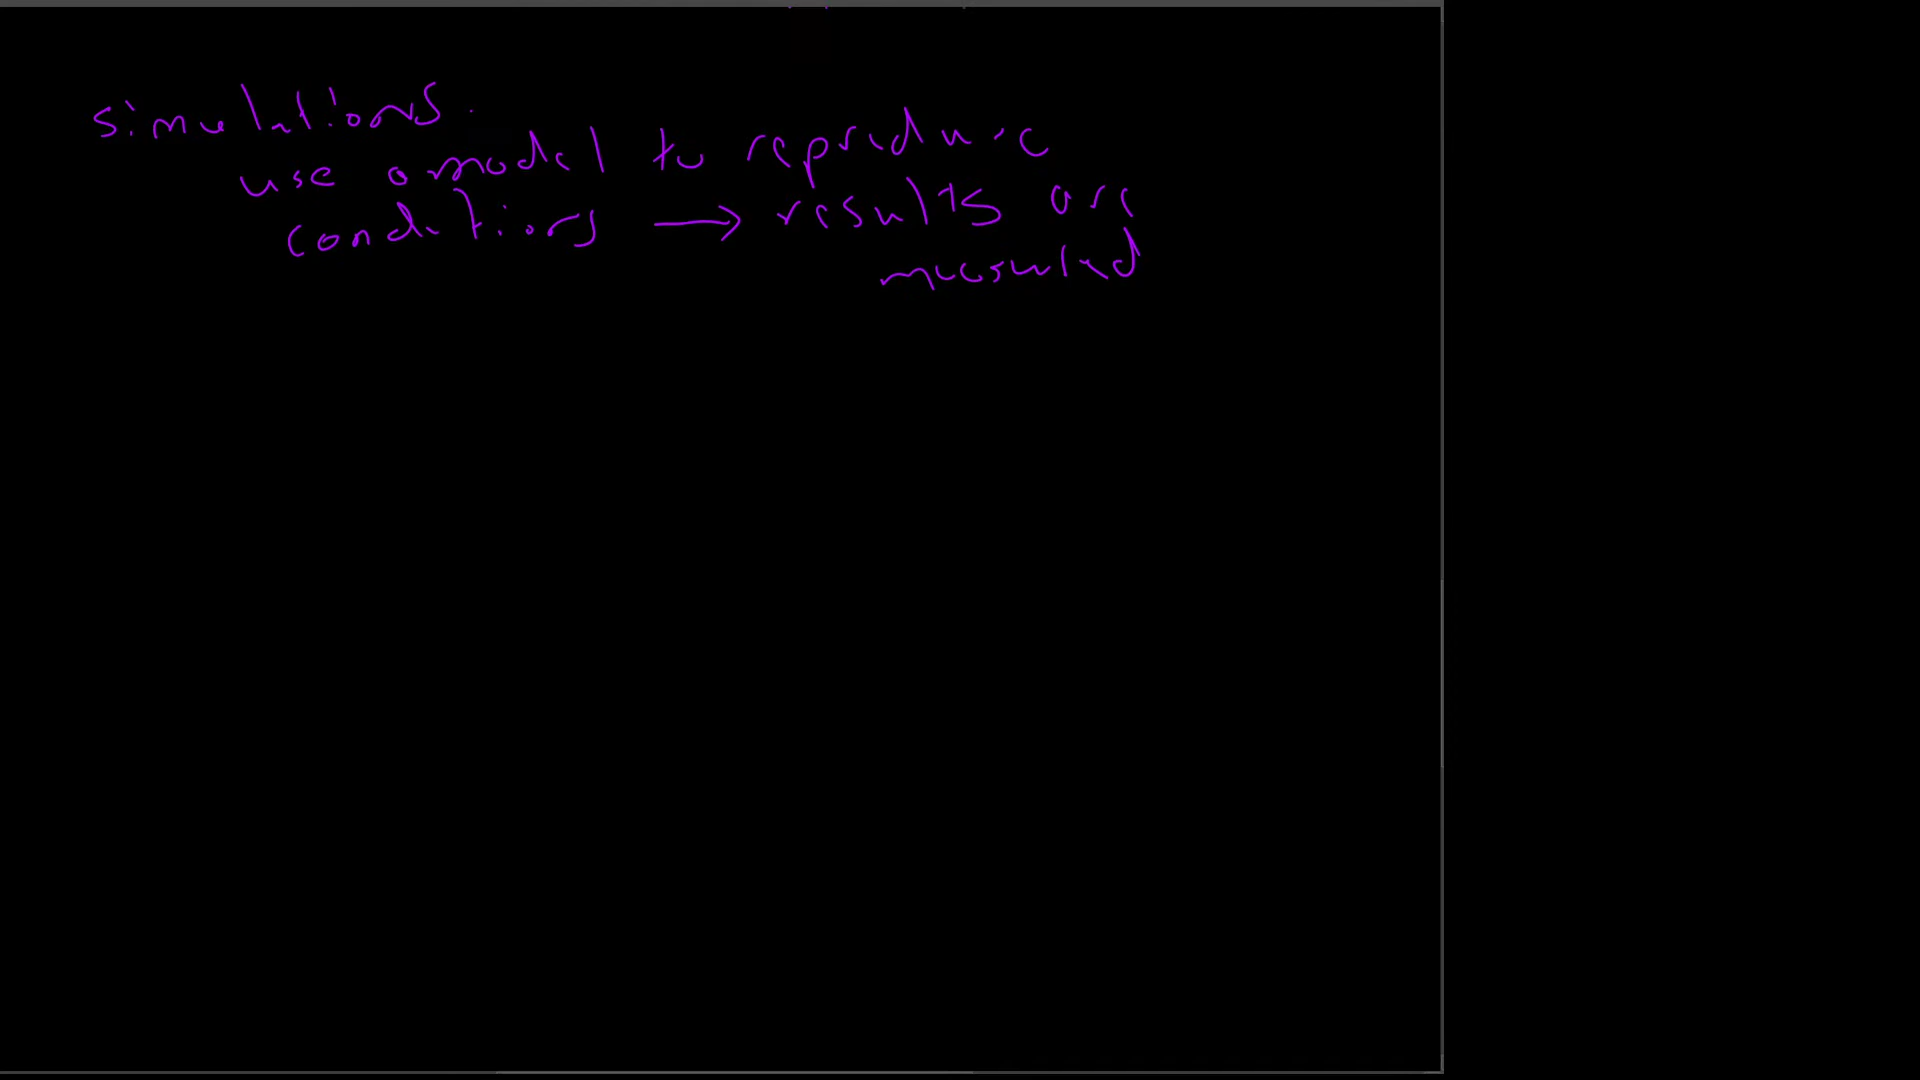 simulations.
use a model to reproduce
conditions → results are
measured